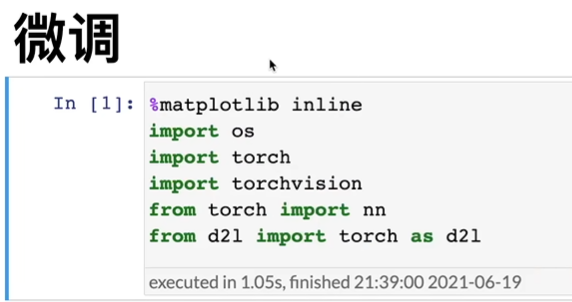 微调
In [1]: %matplotlib inline
import os
import torch
import torchvision
from torch import nn
from d2l import torch as d2l
executed in 1.05s, finished 21:39:00 2021-06-19